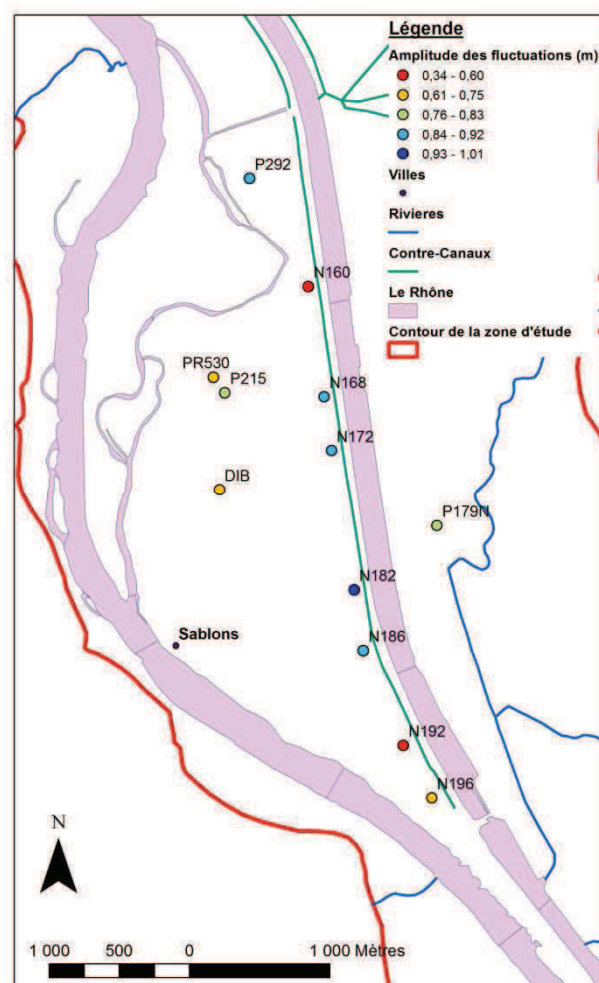 Légende
Amplitude des fluctuations (m)
0,34 - 0,60
0,61 - 0,75
0,76 - 0,83
0,84 - 0,92
0,93 - 1,01
Villes
Rivieres
Contre-Canaux
Le Rhône
Contour de la zone d'étude
P292
N160
PR530
P215
N168
N172
DIB
P179N
N182
Sablons
N186
N192
N196
N
1 000 500 0 1 000 Mètres